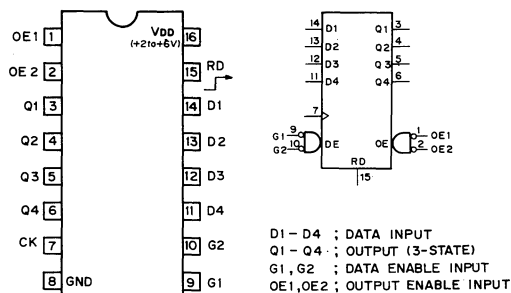 OE1 1 VDD (+2to+6V) 16
OE2 2 15 RD
Q1 3 14 D1
Q2 4 13 D2
Q3 5 12 D3
Q4 6 11 D4
CK 7 10 G2
8 GND 9 G1
14 D1 Q1 3
13 D2 Q2 4
12 D3 Q3 5
11 D4 Q4 6
7
G1 9 DE OE 1 OE1
G2 10 2 OE2
RD
15
D1-D4 ; DATA INPUT
Q1-Q4 ; OUTPUT (3-STATE)
G1,G2 ; DATA ENABLE INPUT
OE1,OE2 ; OUTPUT ENABLE INPUT